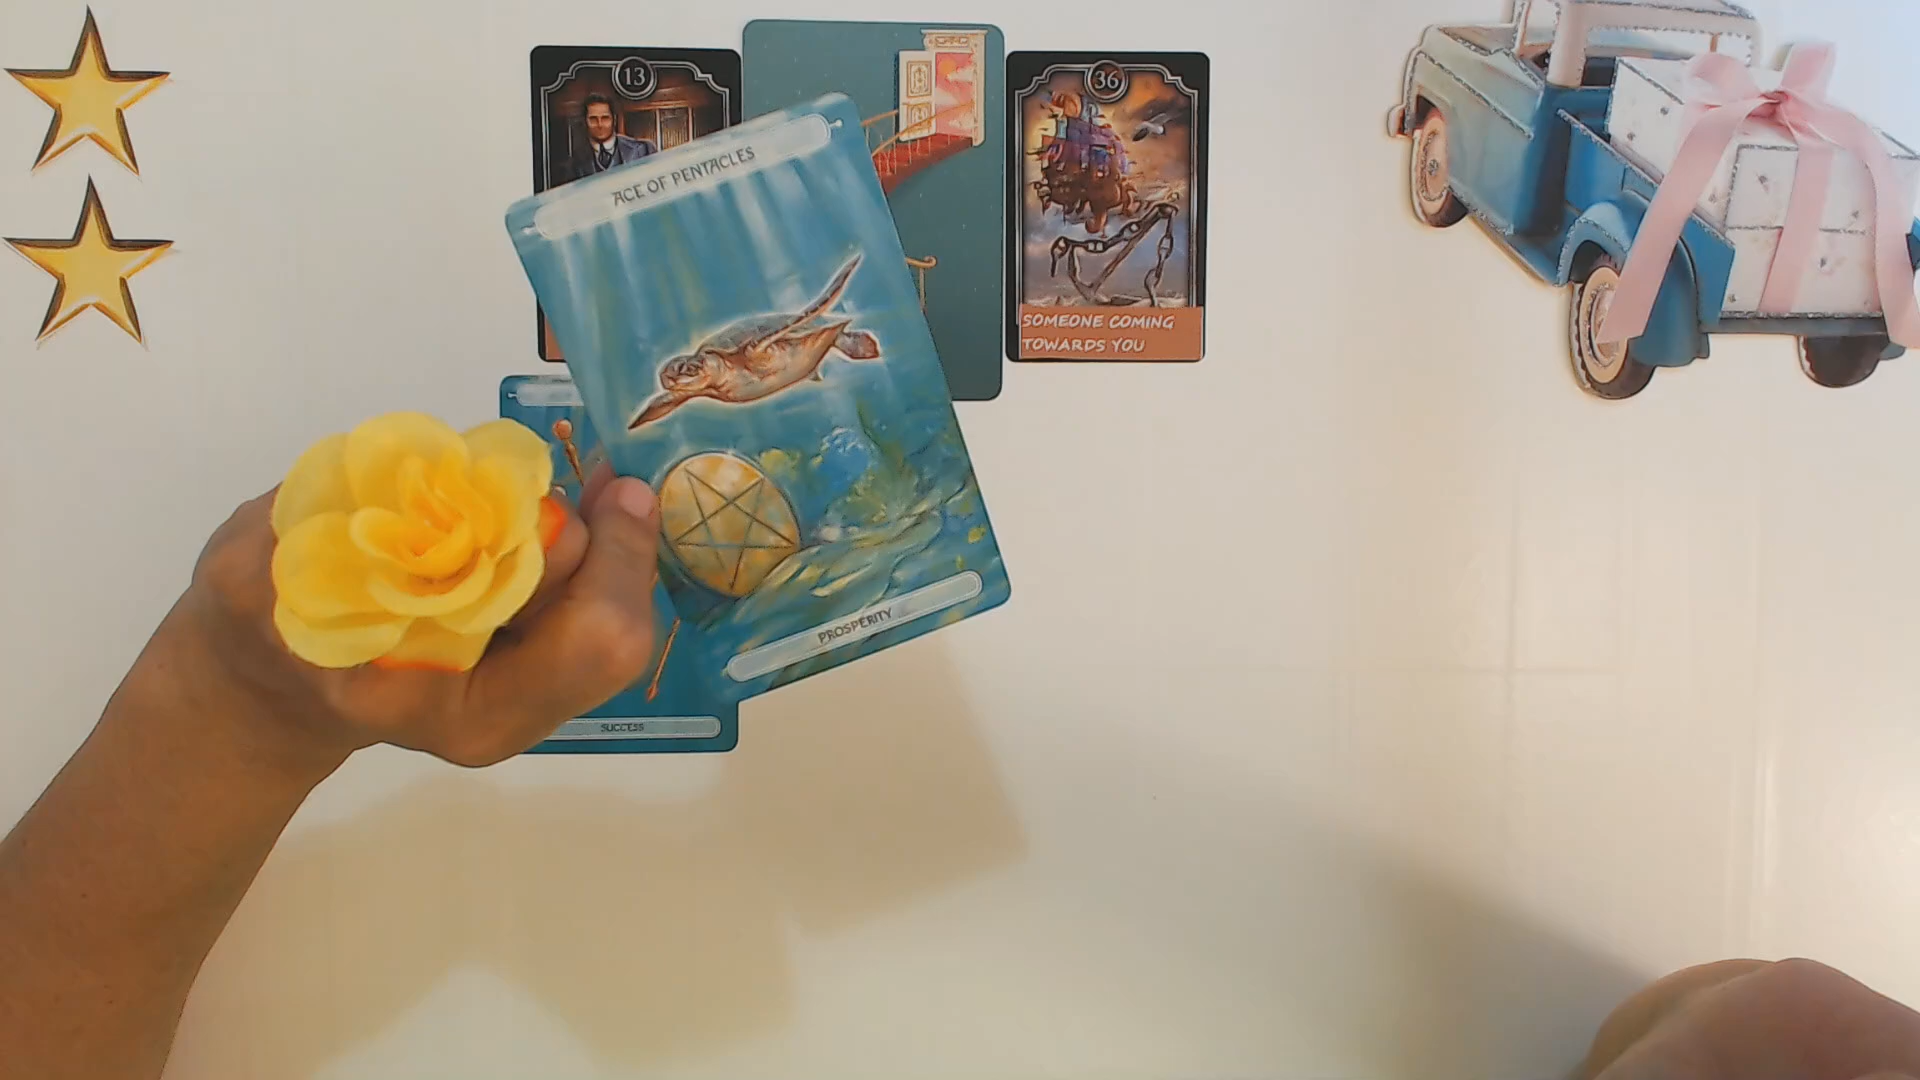 13
36
ACE OF PENTACLES
SOMEONE COMING
TOWARDS YOU
PROSPERITY
SUCCESS